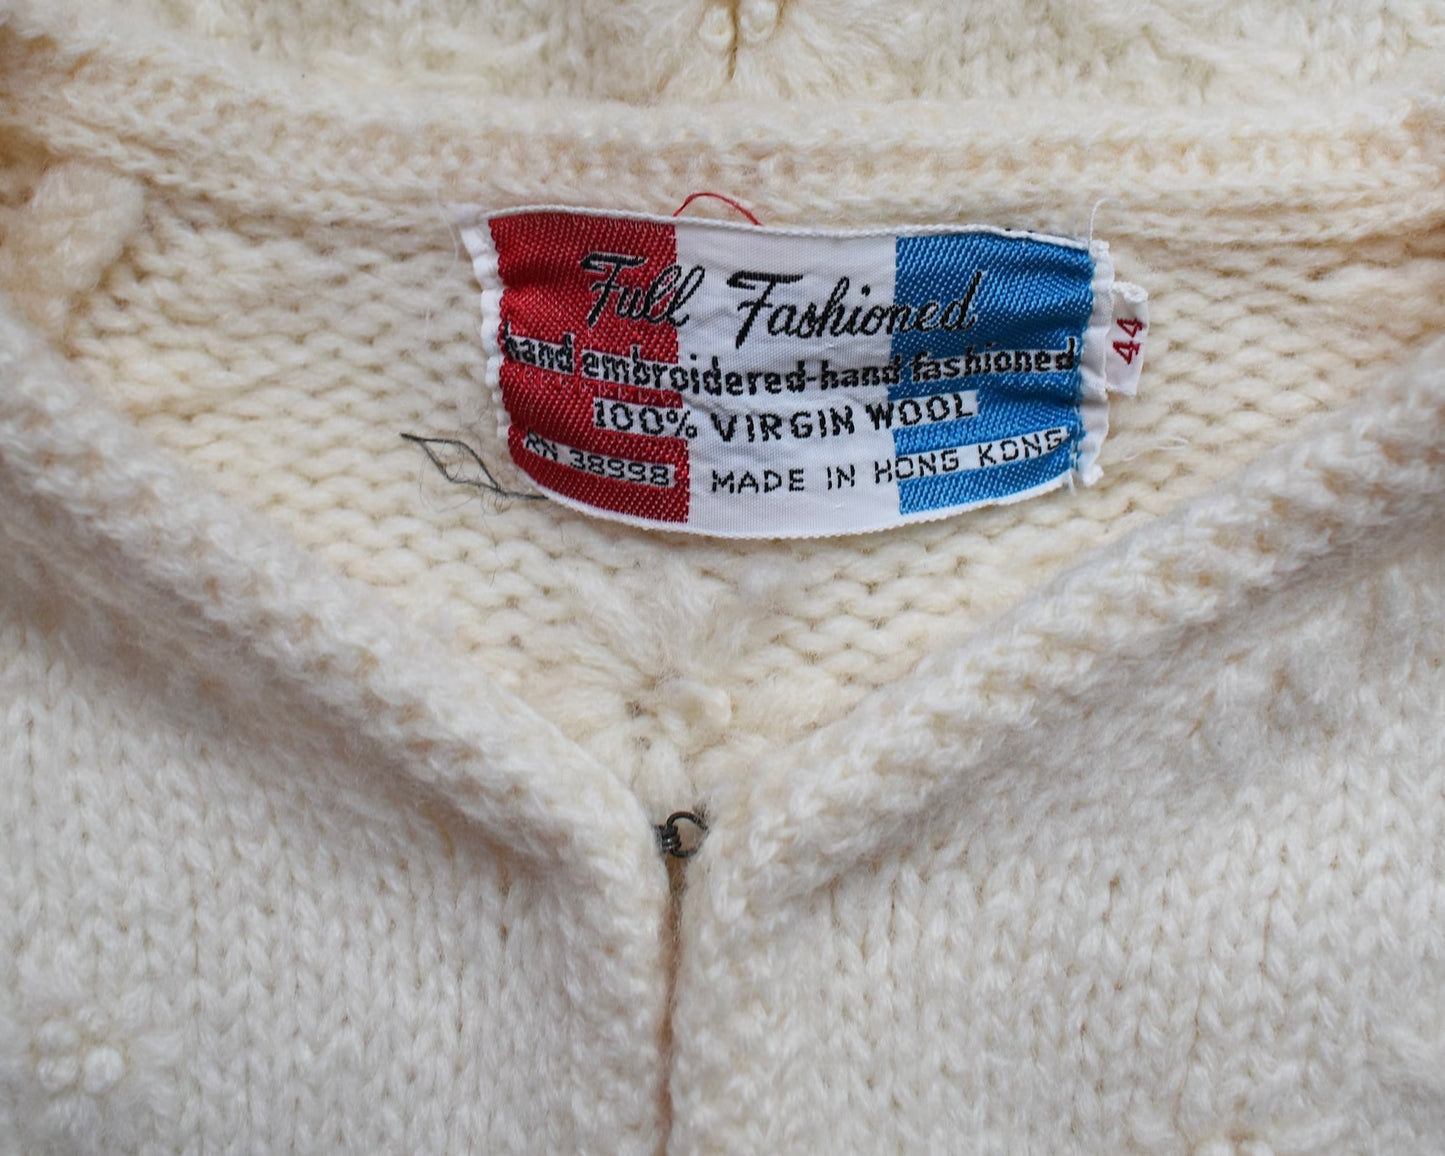 Full Fashioned
hand embroidered-hand fashioned
100% VIRGIN WOOL
RN 38998 MADE IN HONG KONG
44